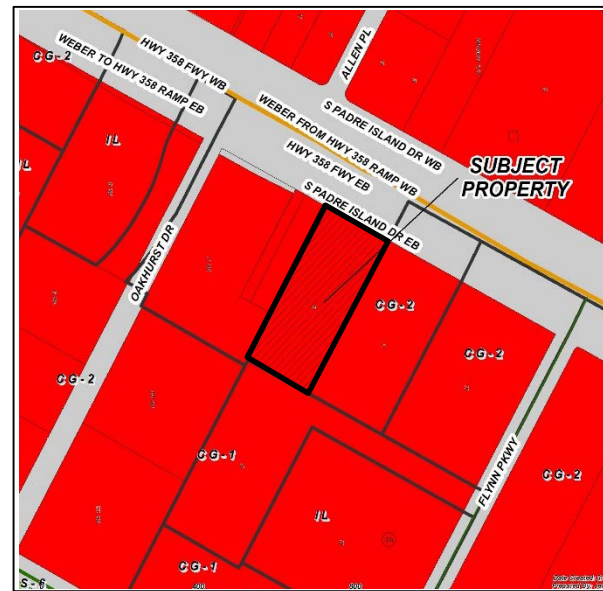 ALLEN PL
HWY 358 FWY WB
CG-2
WEBER TO HWY 358 RAMP EB
S PADRE ISLAND DR WB
WEBER FROM HWY 358 RAMP WB
IL
HWY 358 FWY EB
SUBJECT
PROPERTY
IL
S PADRE ISLAND DR EB
OAKHURST DR
CG-2
CG-2
CG-2
CG-1
FLYNN PKWY
CG-2
IL
CG-1
S-6
400